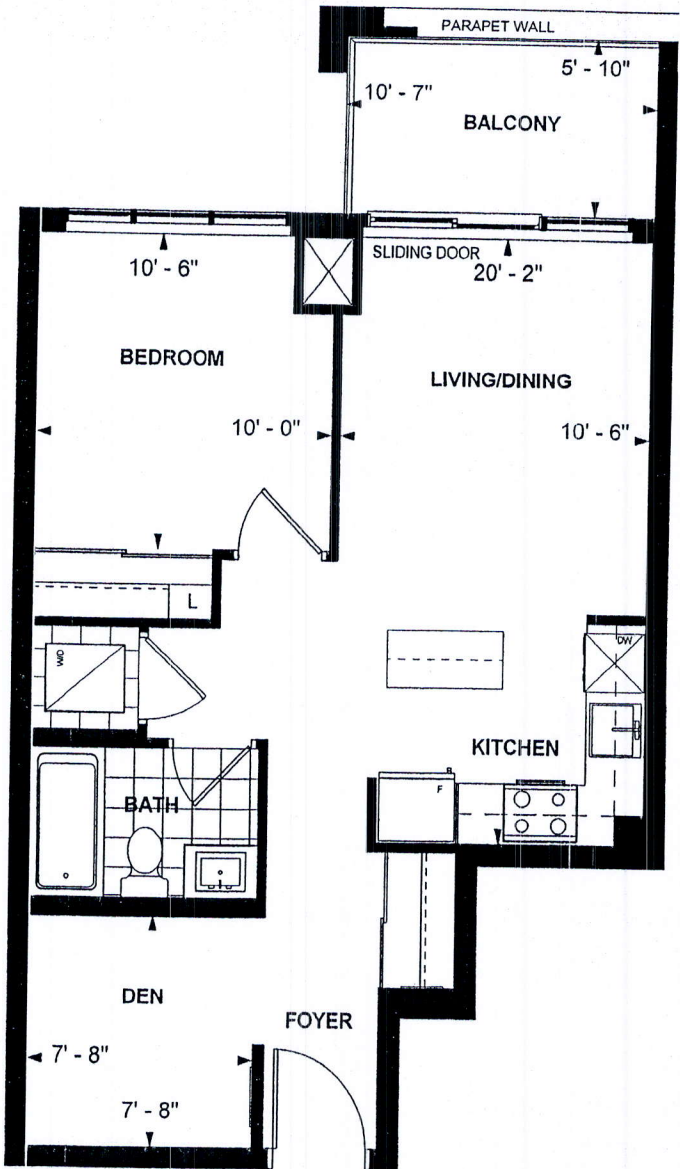 PARAPET WALL
5' - 10"
10' - 7"
BALCONY
SLIDING DOOR
10' - 6"
20' - 2"
BEDROOM
LIVING/DINING
10' - 0"
10' - 6"
L
W/D
DW
KITCHEN
F
BATH
DEN
FOYER
7' - 8"
7' - 8"